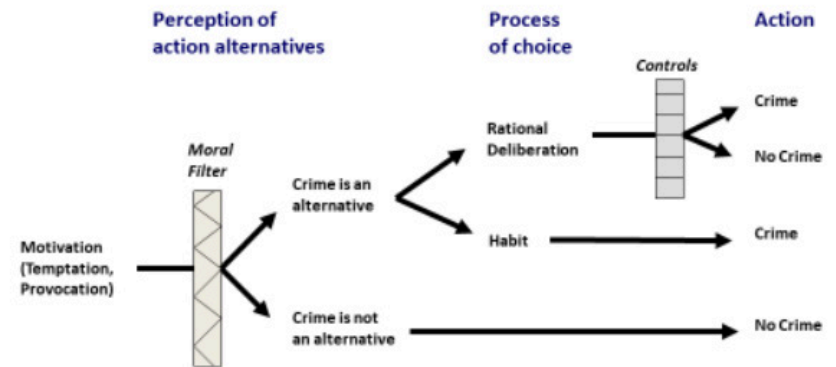 Perception of
action alternatives
Process
of choice
Action
Controls
Moral
Filter
Motivation
(Temptation,
Provocation)
Crime is an
alternative
Crime is not
an alternative
Rational
Deliberation
Habit
Crime
No Crime
Crime
No Crime